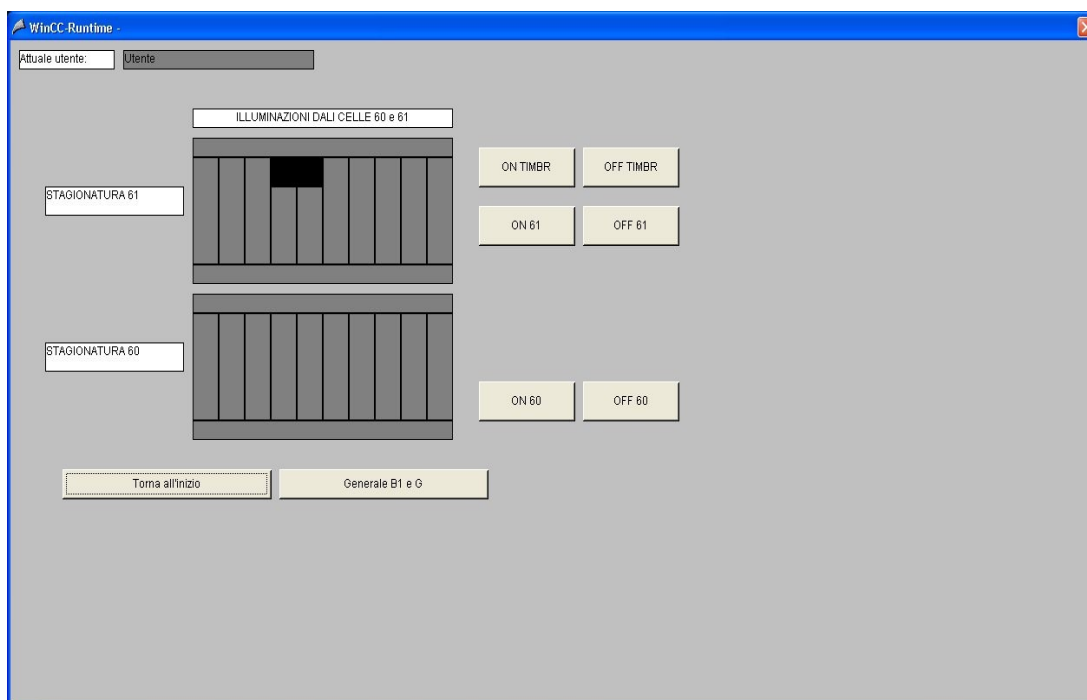 WinCC-Runtime -
Attuale utente: Utente
ILLUMINAZIONI DALI CELLE 60 e 61
ON TIMBR OFF TIMBR
STAGIONATURA 61
ON 61 OFF 61
STAGIONATURA 60
ON 60 OFF 60
Torna all'inizio Generale B1 e G